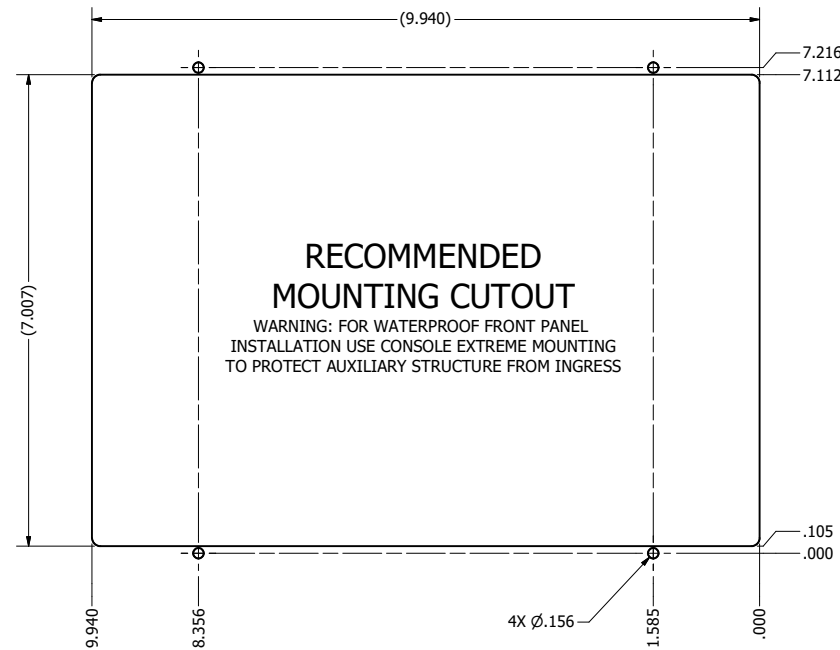 (9.940)
7.216
7.112
(7.007)
RECOMMENDED
MOUNTING CUTOUT
WARNING: FOR WATERPROOF FRONT PANEL
INSTALLATION USE CONSOLE EXTREME MOUNTING
TO PROTECT AUXILIARY STRUCTURE FROM INGRESS
.105
.000
4X Ø.156
9.940
8.356
1.585
.000